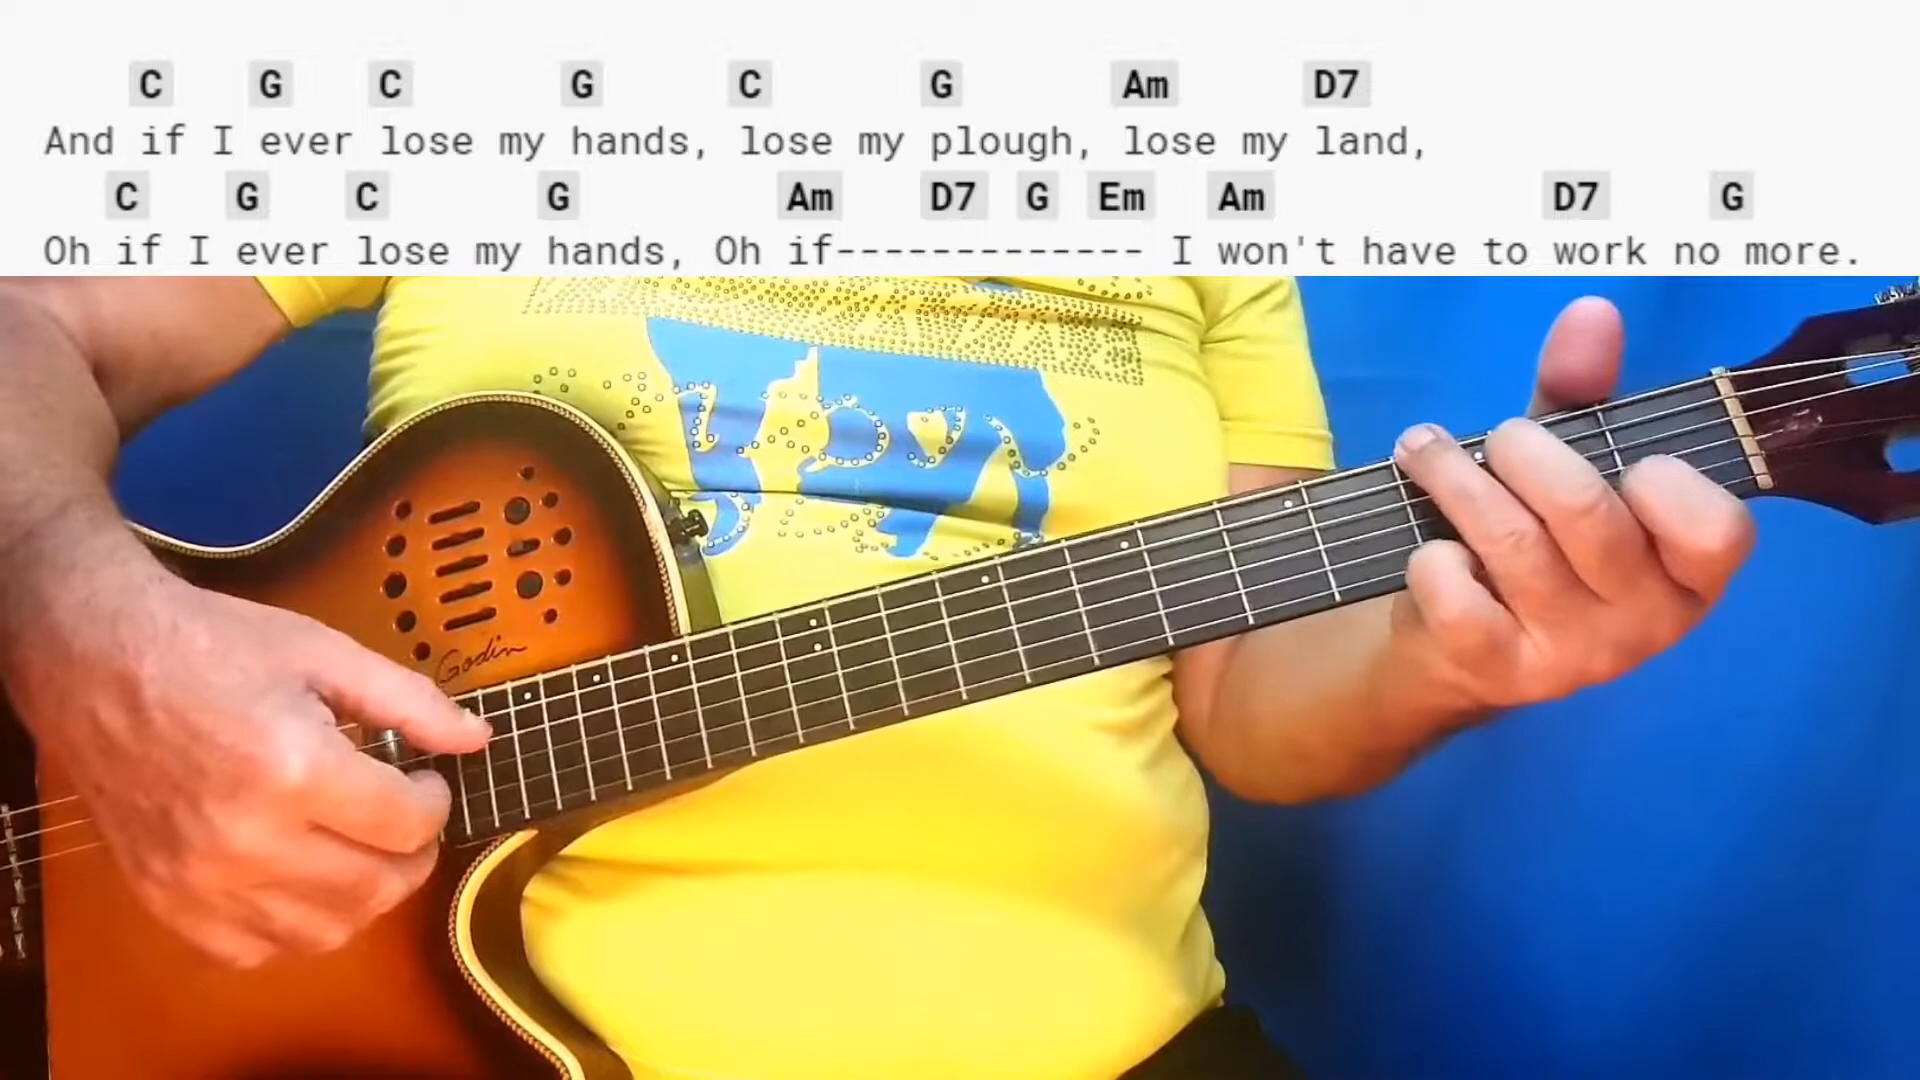 C G C G C G Am D7
And if I ever lose my hands, lose my plough, lose my land,
C G C G Am D7 G Em Am D7 G
Oh if I ever lose my hands, Oh if------------- I won't have to work no more.
Godin